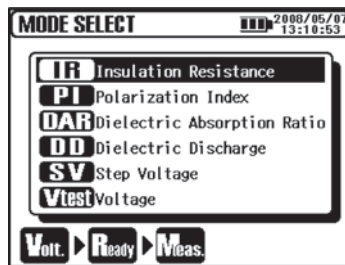 MODE SELECT 2008/05/07
13:10:53
IR Insulation Resistance
PI Polarization Index
DAR Dielectric Absorption Ratio
DD Dielectric Discharge
SV Step Voltage
Vtest Voltage
Volt. Ready Meas.